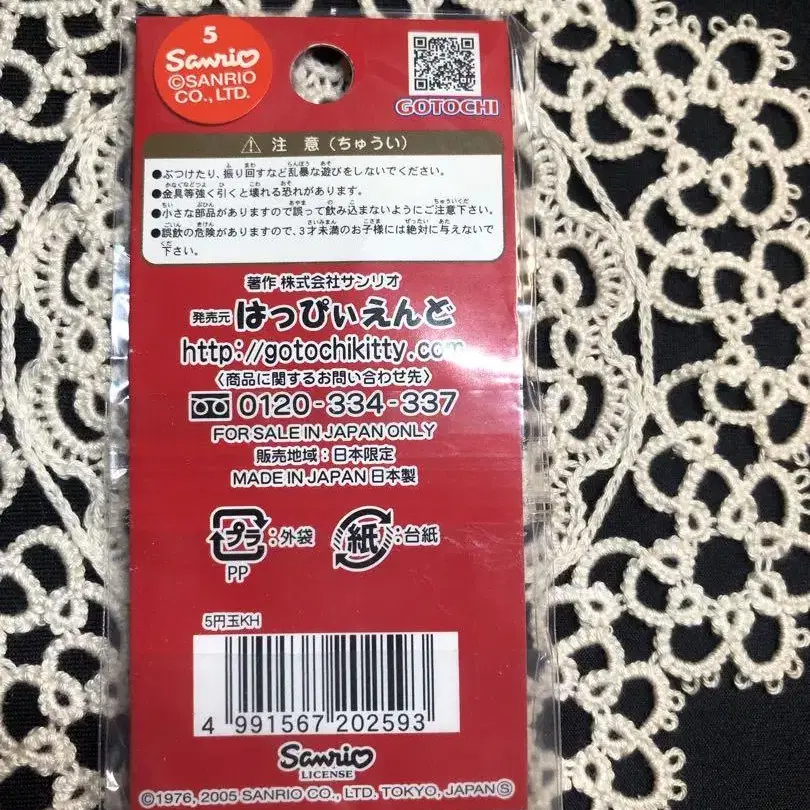 5
Sanrio
©SANRIO
CO., LTD.
GOTOCHI
⚠ 注 意 (ちゅうい)
●ぶつけたり、振り回すなど乱暴な遊びをしないでください。
●金具等強く引くと壊れる恐れがあります。
●小さな部品がありますので誤って飲み込まないようにご注意下さい。
●誤飲の危険がありますので、3才未満のお子様には絶対に与えないで
下さい。
著作 株式会社サンリオ
発売元 はっぴぃえんど
http://gotochikitty.com
〈商品に関するお問い合わせ先〉
0120-334-337
FOR SALE IN JAPAN ONLY
販売地域：日本限定
MADE IN JAPAN 日本製
プラ：外袋 紙：台紙
PP
5円玉KH
4 991567 202593
Sanrio
LICENSE
©1976, 2005 SANRIO CO., LTD. TOKYO, JAPAN Ⓢ